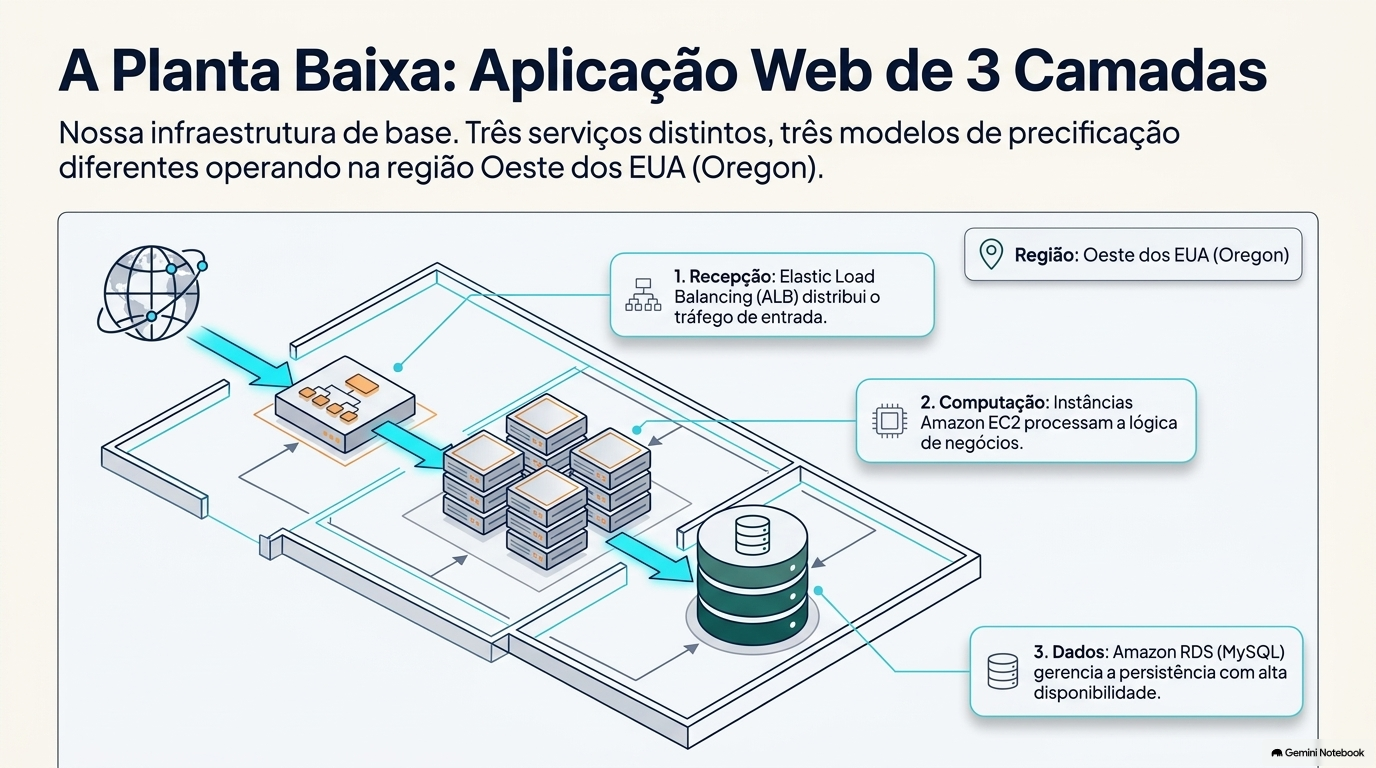 A Planta Baixa: Aplicação Web de 3 Camadas
Nossa infraestrutura de base. Três serviços distintos, três modelos de precificação
diferentes operando na região Oeste dos EUA (Oregon).
Região: Oeste dos EUA (Oregon)
1. Recepção: Elastic Load
Balancing (ALB) distribui o
tráfego de entrada.
2. Computação: Instâncias
Amazon EC2 processam a lógica
de negócios.
3. Dados: Amazon RDS (MySQL)
gerencia a persistência com alta
disponibilidade.
Gemini Notebook